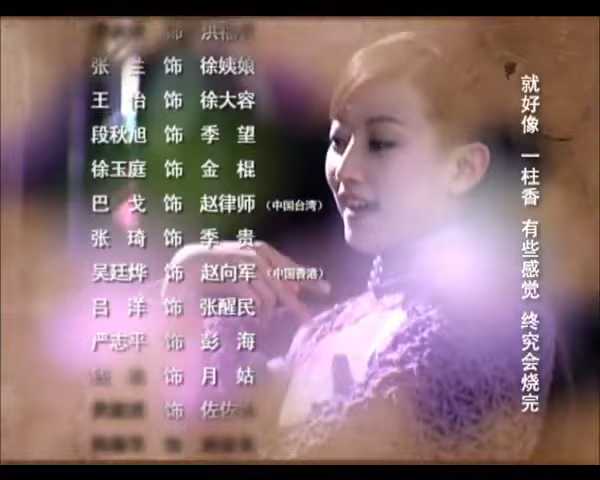 张兰 饰 徐姨娘
王怡 饰 徐大容
段秋旭 饰 季望
徐玉庭 饰 金棍
巴戈 饰 赵律师（中国台湾）
张琦 饰 季贵
吴廷烨 饰 赵向军（中国香港）
吕洋 饰 张醒民
严志平 饰 彭海
饰 月姑
饰 佐佐
就好像 一柱香 有些感觉 终究会烧完